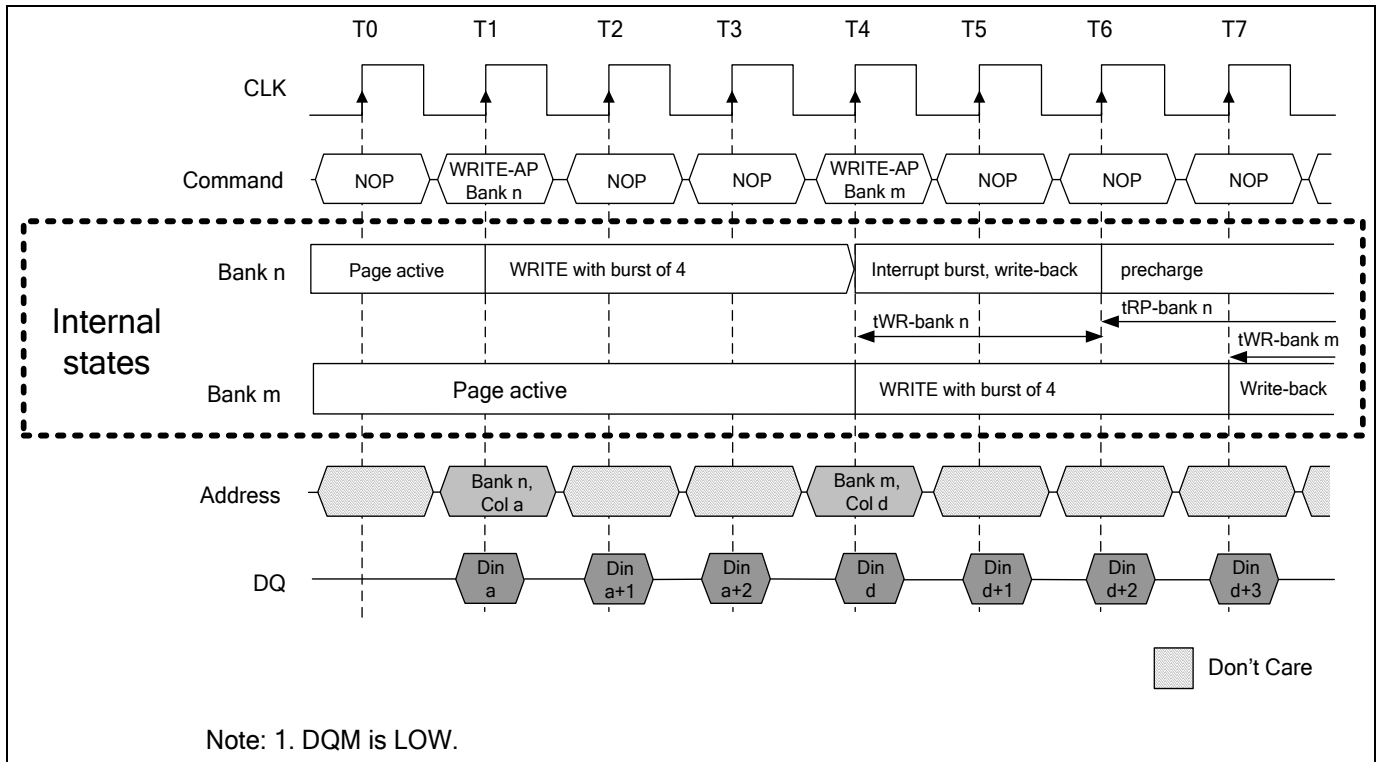 T0 T1 T2 T3 T4 T5 T6 T7
CLK
Command NOP WRITE-AP Bank n NOP NOP WRITE-AP Bank m NOP NOP NOP
Bank n Page active WRITE with burst of 4 Interrupt burst, write-back precharge
Internal states
tWR-bank n tRP-bank n
tWR-bank m
Bank m Page active WRITE with burst of 4 Write-back
Address Bank n, Col a Bank m, Col d
DQ Din a Din a+1 Din a+2 Din d Din d+1 Din d+2 Din d+3
Don't Care
Note: 1. DQM is LOW.